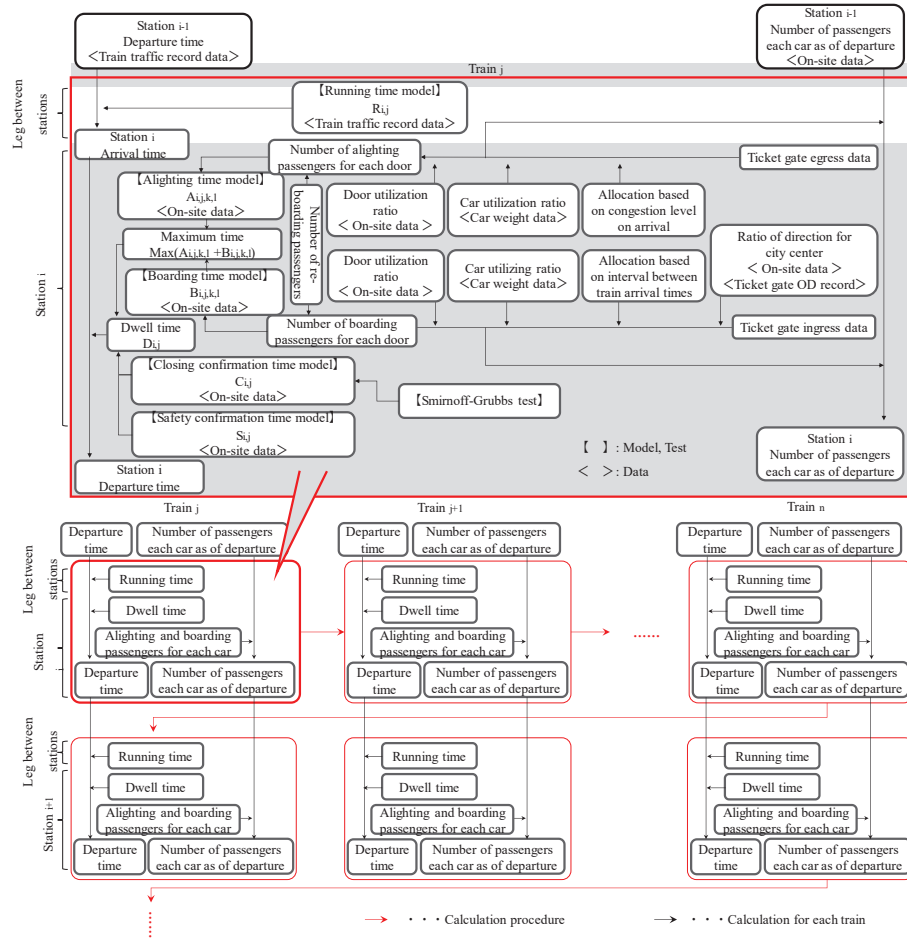 Station i-1
Departure time
<Train traffic record data>
Station i-1
Number of passengers
each car as of departure
<On-site data>
Train j
Leg between
stations
【Running time model】
Ri,j
<Train traffic record data>
Station i
Arrival time
Number of alighting
passengers for each door
Ticket gate egress data
【Alighting time model】
Ai,j,k,l
<On-site data>
Number of re-
boarding passengers
Door utilization
ratio
< On-site data >
Car utilization ratio
<Car weight data>
Allocation based
on congestion level
on arrival
Maximum time
Max(Ai,j,k,l +Bi,j,k,l)
Ratio of direction for
city center
< On-site data >
<Ticket gate OD record>
Station i
【Boarding time model】
Bi,j,k,l
<On-site data>
Door utilization
ratio
< On-site data >
Car utilizing ratio
<Car weight data>
Allocation based
on interval between
train arrival times
Dwell time
Di,j
Number of boarding
passengers for each door
Ticket gate ingress data
【Closing confirmation time model】
Ci,j
<On-site data>
【Smirnoff-Grubbs test】
【Safety confirmation time model】
Si,j
<On-site data>
【 】: Model, Test
< >: Data
Station i
Number of passengers
each car as of departure
Station i
Departure time
Train j
Train j+1
Train n
Departure
time
Number of passengers
each car as of departure
Departure
time
Number of passengers
each car as of departure
Departure
time
Number of passengers
each car as of departure
Leg between
stations
Running time
Running time
Running time
Station i
Dwell time
Dwell time
Dwell time
Alighting and boarding
passengers for each car
Alighting and boarding
passengers for each car
......
Alighting and boarding
passengers for each car
Departure
time
Number of passengers
each car as of departure
Departure
time
Number of passengers
each car as of departure
Departure
time
Number of passengers
each car as of departure
Leg between
stations
Running time
Running time
Running time
Station i+1
Dwell time
Dwell time
Dwell time
Alighting and boarding
passengers for each car
Alighting and boarding
passengers for each car
Alighting and boarding
passengers for each car
Departure
time
Number of passengers
each car as of departure
Departure
time
Number of passengers
each car as of departure
Departure
time
Number of passengers
each car as of departure
・・・Calculation procedure
・・・Calculation for each train